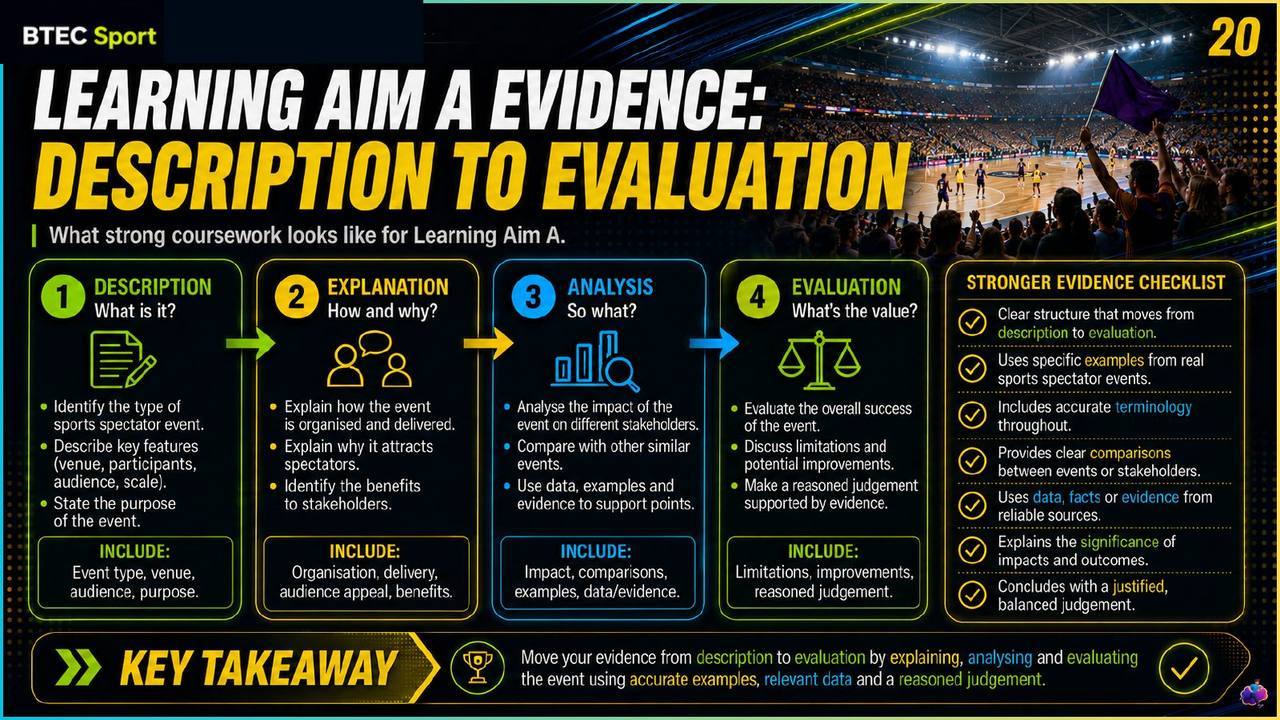 BTEC Sport
20
LEARNING AIM A EVIDENCE:
DESCRIPTION TO EVALUATION
What strong coursework looks like for Learning Aim A.
1 DESCRIPTION
What is it?
• Identify the type of
sports spectator event.
• Describe key features
(venue, participants,
audience, scale).
• State the purpose
of the event.
INCLUDE:
Event type, venue,
audience, purpose.
2 EXPLANATION
How and why?
• Explain how the event
is organised and delivered.
• Explain why it attracts
spectators.
• Identify the benefits
to stakeholders.
INCLUDE:
Organisation, delivery,
audience appeal, benefits.
3 ANALYSIS
So what?
• Analyse the impact of the
event on different stakeholders.
• Compare with other similar
events.
• Use data, examples and
evidence to support points.
INCLUDE:
Impact, comparisons,
examples, data/evidence.
4 EVALUATION
What's the value?
• Evaluate the overall success
of the event.
• Discuss limitations and
potential improvements.
• Make a reasoned judgement
supported by evidence.
INCLUDE:
Limitations, improvements,
reasoned judgement.
STRONGER EVIDENCE CHECKLIST
Clear structure that moves from
description to evaluation.
Uses specific examples from real
sports spectator events.
Includes accurate terminology
throughout.
Provides clear comparisons
between events or stakeholders.
Uses data, facts or evidence from
reliable sources.
Explains the significance of
impacts and outcomes.
Concludes with a justified,
balanced judgement.
KEY TAKEAWAY
Move your evidence from description to evaluation by explaining, analysing and evaluating
the event using accurate examples, relevant data and a reasoned judgement.